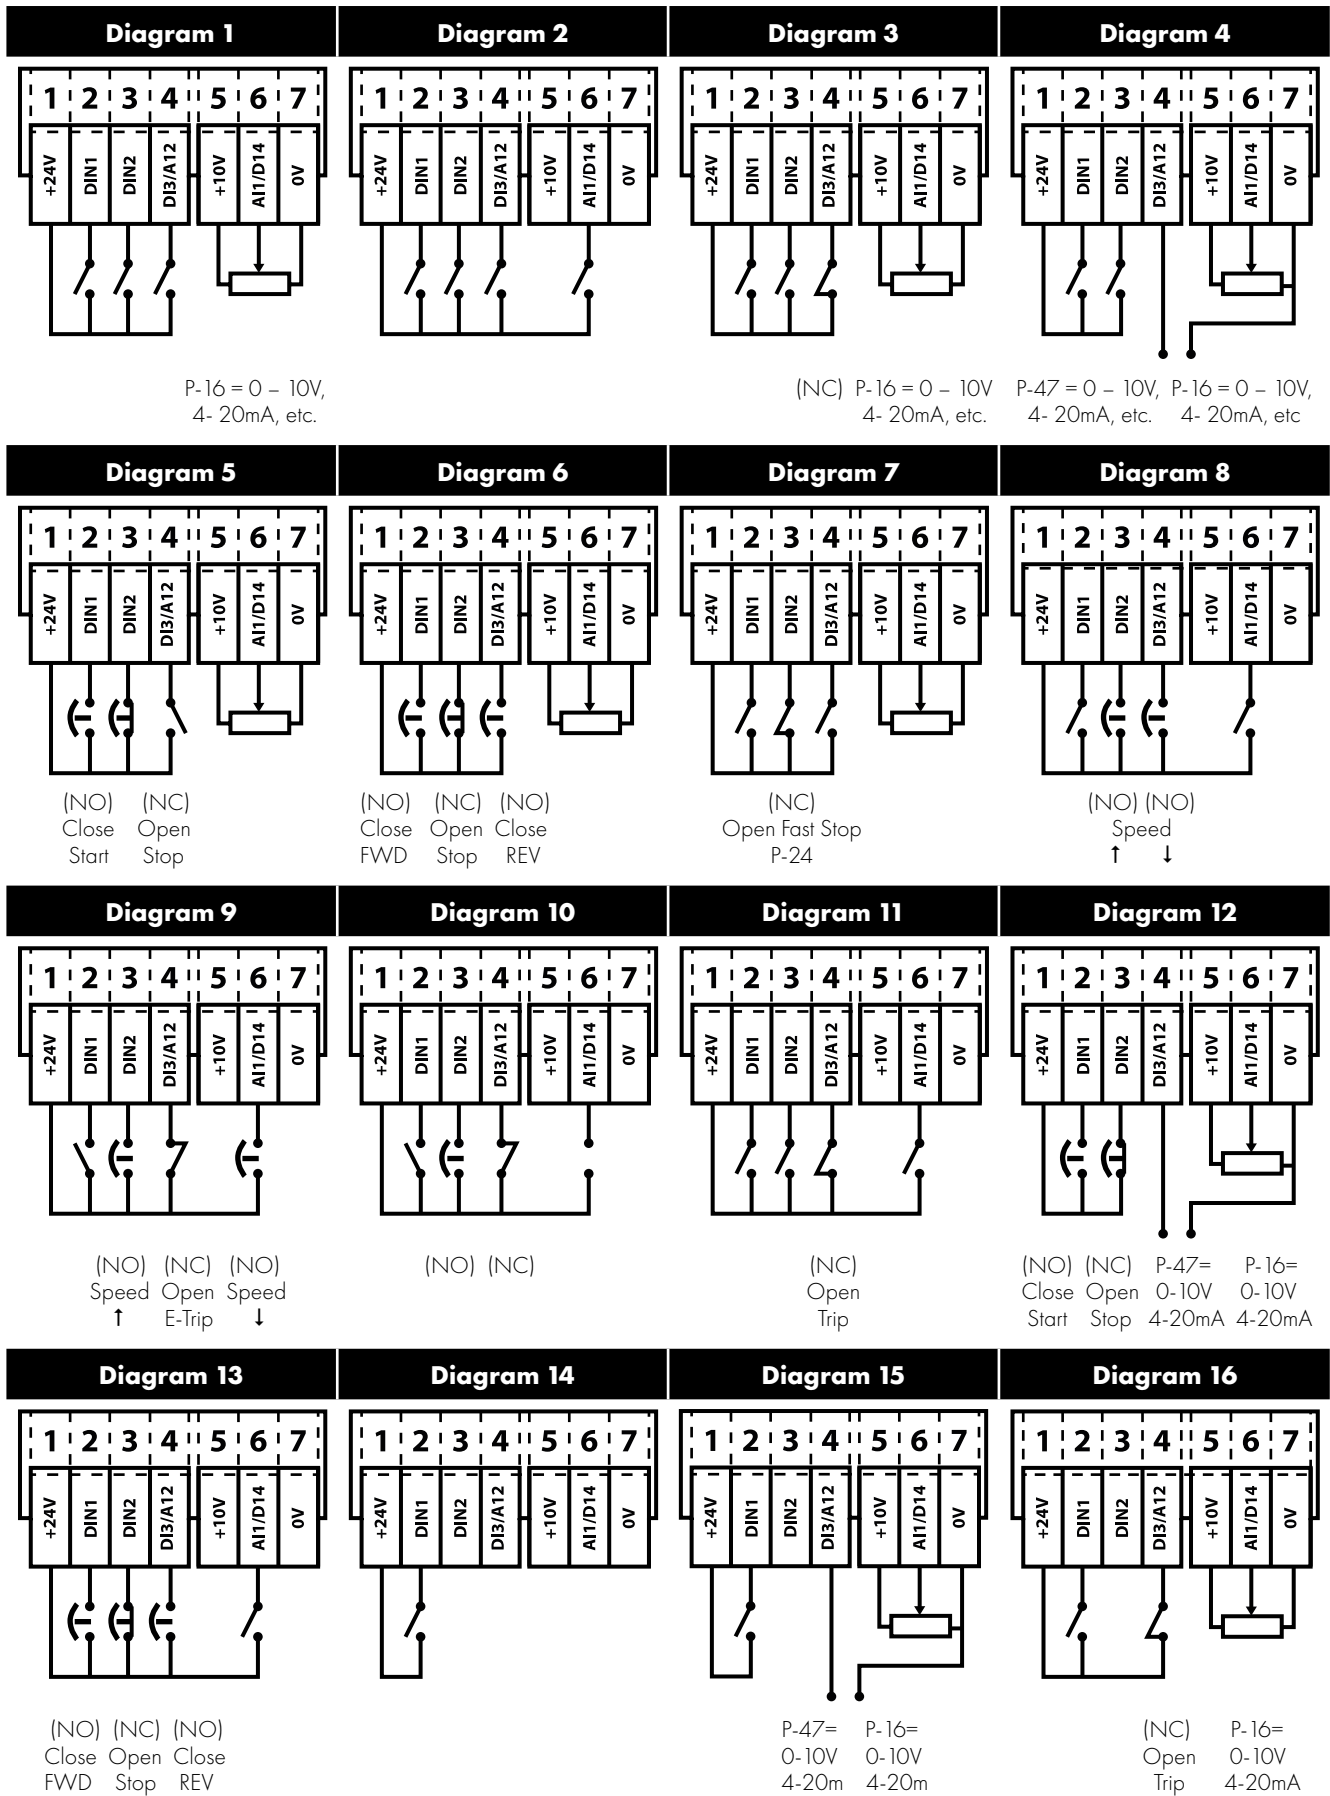 Diagram 1
Diagram 2
Diagram 3
Diagram 4
1 2 3 4 5 6 7
+24V DIN1 DIN2 DI3/A12 +10V AI1/D14 0V
P-16 = 0 – 10V,
4- 20mA, etc.
1 2 3 4 5 6 7
+24V DIN1 DIN2 DI3/A12 +10V AI1/D14 0V
1 2 3 4 5 6 7
+24V DIN1 DIN2 DI3/A12 +10V AI1/D14 0V
(NC) P-16 = 0 – 10V
4- 20mA, etc.
1 2 3 4 5 6 7
+24V DIN1 DIN2 DI3/A12 +10V AI1/D14 0V
P-47 = 0 – 10V, P-16 = 0 – 10V,
4- 20mA, etc. 4- 20mA, etc
Diagram 5
Diagram 6
Diagram 7
Diagram 8
1 2 3 4 5 6 7
+24V DIN1 DIN2 DI3/A12 +10V AI1/D14 0V
(NO) (NC)
Close Open
Start Stop
1 2 3 4 5 6 7
+24V DIN1 DIN2 DI3/A12 +10V AI1/D14 0V
(NO) (NC) (NO)
Close Open Close
FWD Stop REV
1 2 3 4 5 6 7
+24V DIN1 DIN2 DI3/A12 +10V AI1/D14 0V
(NC)
Open Fast Stop
P-24
1 2 3 4 5 6 7
+24V DIN1 DIN2 DI3/A12 +10V AI1/D14 0V
(NO) (NO)
Speed
↑ ↓
Diagram 9
Diagram 10
Diagram 11
Diagram 12
1 2 3 4 5 6 7
+24V DIN1 DIN2 DI3/A12 +10V AI1/D14 0V
(NO) (NC) (NO)
Speed Open Speed
↑ E-Trip ↓
1 2 3 4 5 6 7
+24V DIN1 DIN2 DI3/A12 +10V AI1/D14 0V
(NO) (NC)
1 2 3 4 5 6 7
+24V DIN1 DIN2 DI3/A12 +10V AI1/D14 0V
(NC)
Open
Trip
1 2 3 4 5 6 7
+24V DIN1 DIN2 DI3/A12 +10V AI1/D14 0V
(NO) (NC) P-47= P-16=
Close Open 0-10V 0-10V
Start Stop 4-20mA 4-20mA
Diagram 13
Diagram 14
Diagram 15
Diagram 16
1 2 3 4 5 6 7
+24V DIN1 DIN2 DI3/A12 +10V AI1/D14 0V
(NO) (NC) (NO)
Close Open Close
FWD Stop REV
1 2 3 4 5 6 7
+24V DIN1 DIN2 DI3/A12 +10V AI1/D14 0V
1 2 3 4 5 6 7
+24V DIN1 DIN2 DI3/A12 +10V AI1/D14 0V
P-47= P-16=
0-10V 0-10V
4-20m 4-20m
1 2 3 4 5 6 7
+24V DIN1 DIN2 DI3/A12 +10V AI1/D14 0V
(NC) P-16=
Open 0-10V
Trip 4-20mA